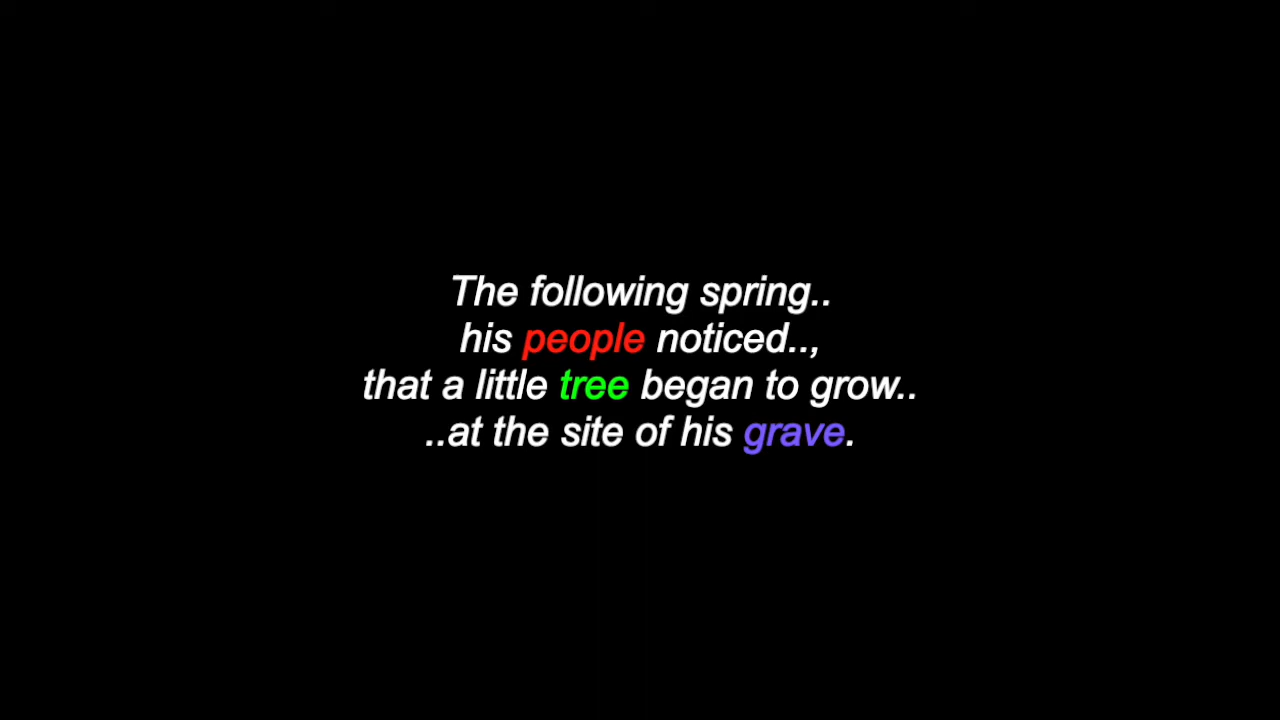 The following spring..
his people noticed..,
that a little tree began to grow..
..at the site of his grave.